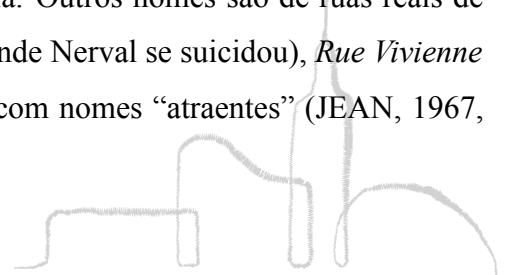 Outros nomes são de ruas reais de
nde Nerval se suicidou), Rue Vivienne
com nomes “atraentes” (JEAN, 1967,